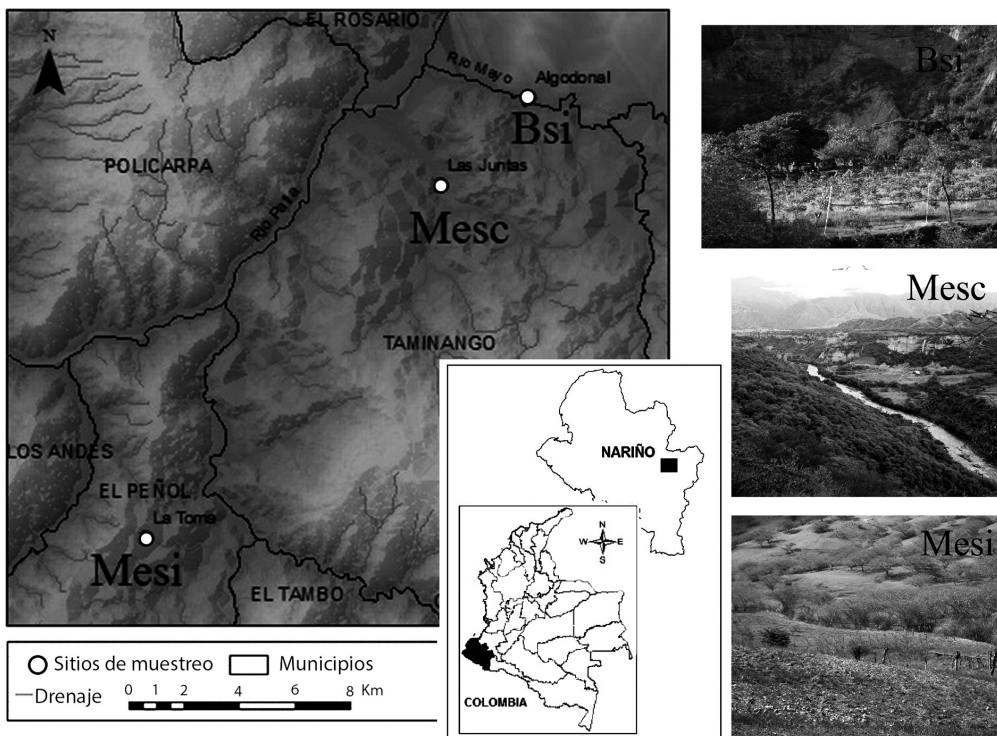 EL ROSARIO
N
Río Mayo
Algodonal
Bsi
POLICARPA
Las Juntas
Río Patía
Mesc
TAMINANGO
LOS ANDES
EL PEÑOL
La Toma
Mesi
EL TAMBO
NARIÑO
N
W E
S
COLOMBIA
Sitios de muestreo Municipios
Drenaje 0 1 2 4 6 8 Km
Bsi
Mesc
Mesi